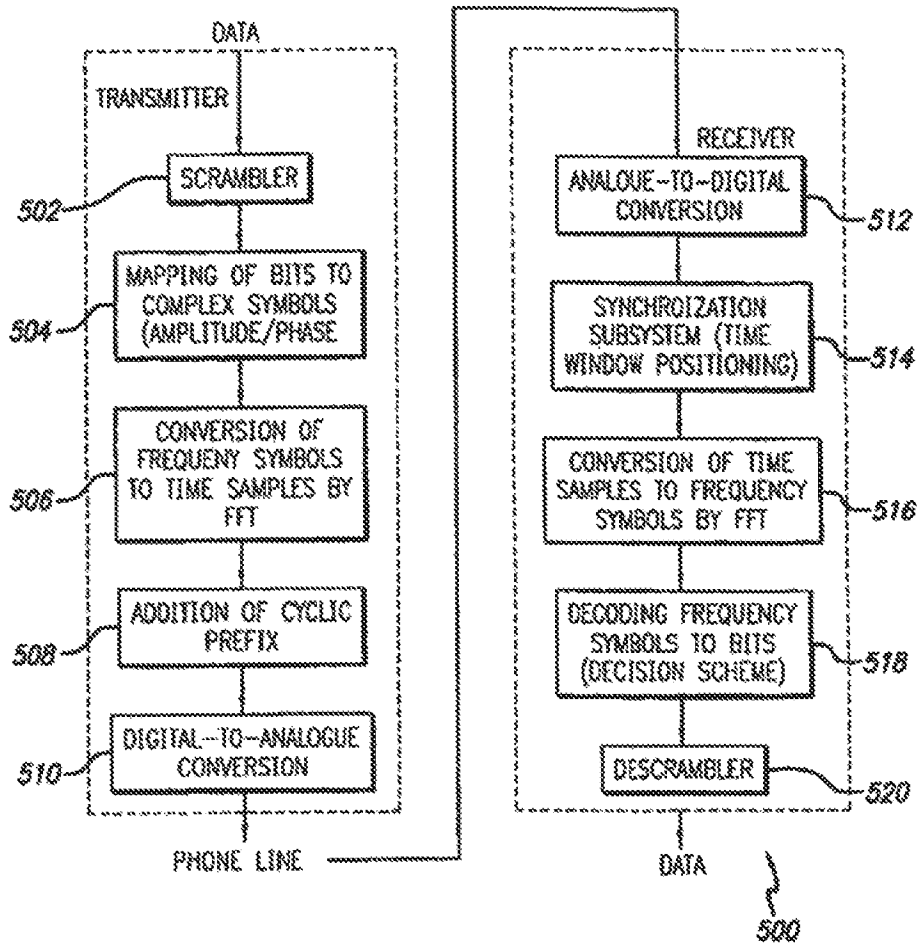 DATA
TRANSMITTER
SCRAMBLER
502
MAPPING OF BITS TO
COMPLEX SYMBOLS
(AMPLITUDE/PHASE
504
CONVERSION OF
FREQUENY SYMBOLS
TO TIME SAMPLES BY
FFT
506
ADDITION OF CYCLIC
PREFIX
508
DIGITAL-TO-ANALOGUE
CONVERSION
510
PHONE LINE
RECEIVER
ANALOUE-TO-DIGITAL
CONVERSION
512
SYNCHROIZATION
SUBSYSTEM (TIME
WINDOW POSITIONING)
514
CONVERSION OF TIME
SAMPLES TO FREQUENCY
SYMBOLS BY FFT
516
DECODING FREQUENCY
SYMBOLS TO BITS
(DECISION SCHEME)
518
DESCRAMBLER
520
DATA
500